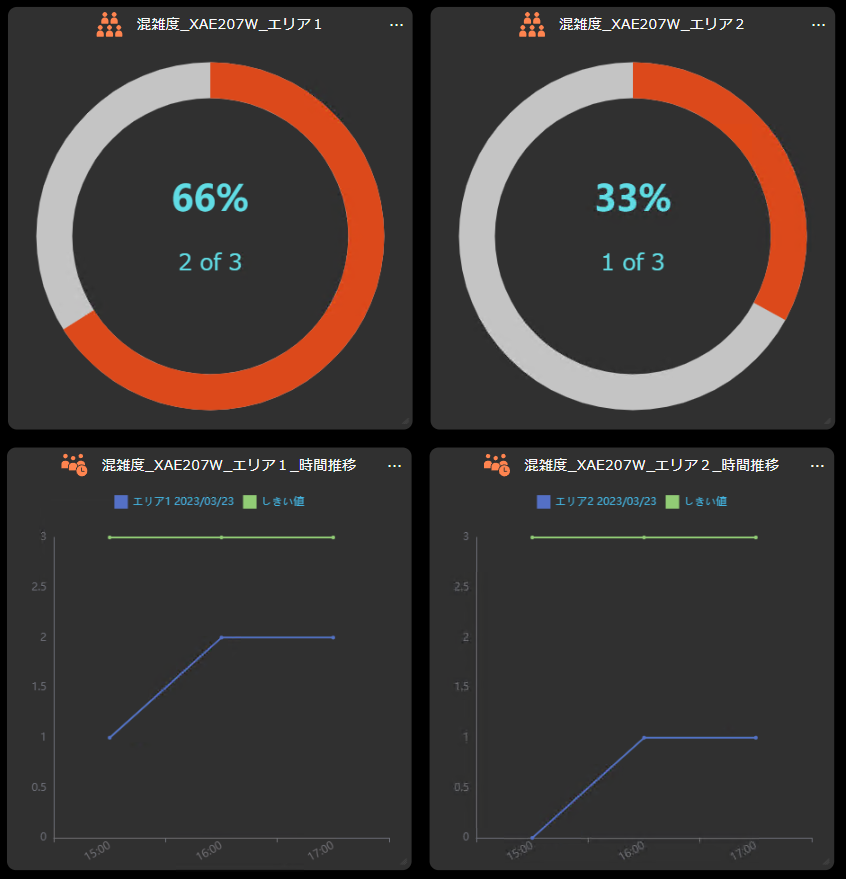 混雑度_XAE207W_エリア１ ...
66%
2 of 3
混雑度_XAE207W_エリア２ ...
33%
1 of 3
混雑度_XAE207W_エリア１_時間推移 ...
エリア1 2023/03/23 しきい値
3
2.5
2
1.5
1
0.5
0
15:00 16:00 17:00
混雑度_XAE207W_エリア２_時間推移 ...
エリア2 2023/03/23 しきい値
3
2.5
2
1.5
1
0.5
0
15:00 16:00 17:00